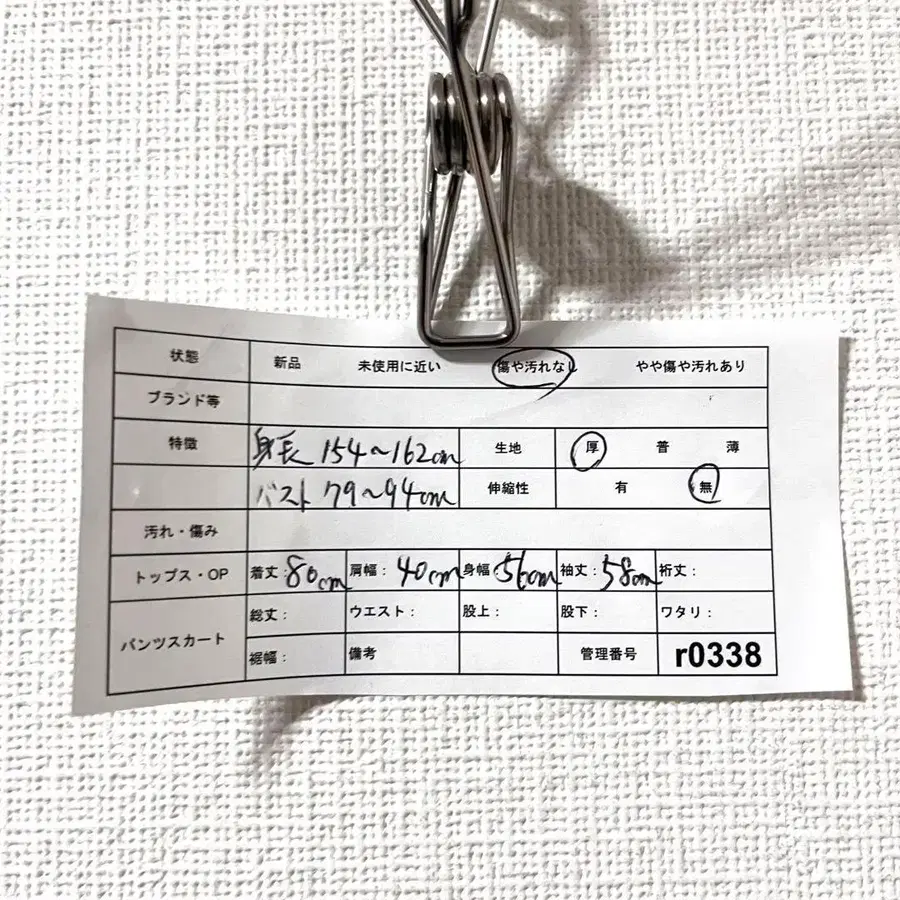 状態 新品 未使用に近い 傷や汚れなし やや傷や汚れあり
ブランド等
特徴 身長 154～162cm 生地 厚 普 薄
バスト 79～94cm 伸縮性 有 無
汚れ・傷み
トップス・OP 着丈：80cm 肩幅：40cm 身幅：56cm 袖丈：58cm 裄丈：
パンツスカート 総丈： ウエスト： 股上： 股下： ワタリ：
裾幅： 備考 管理番号 r0338